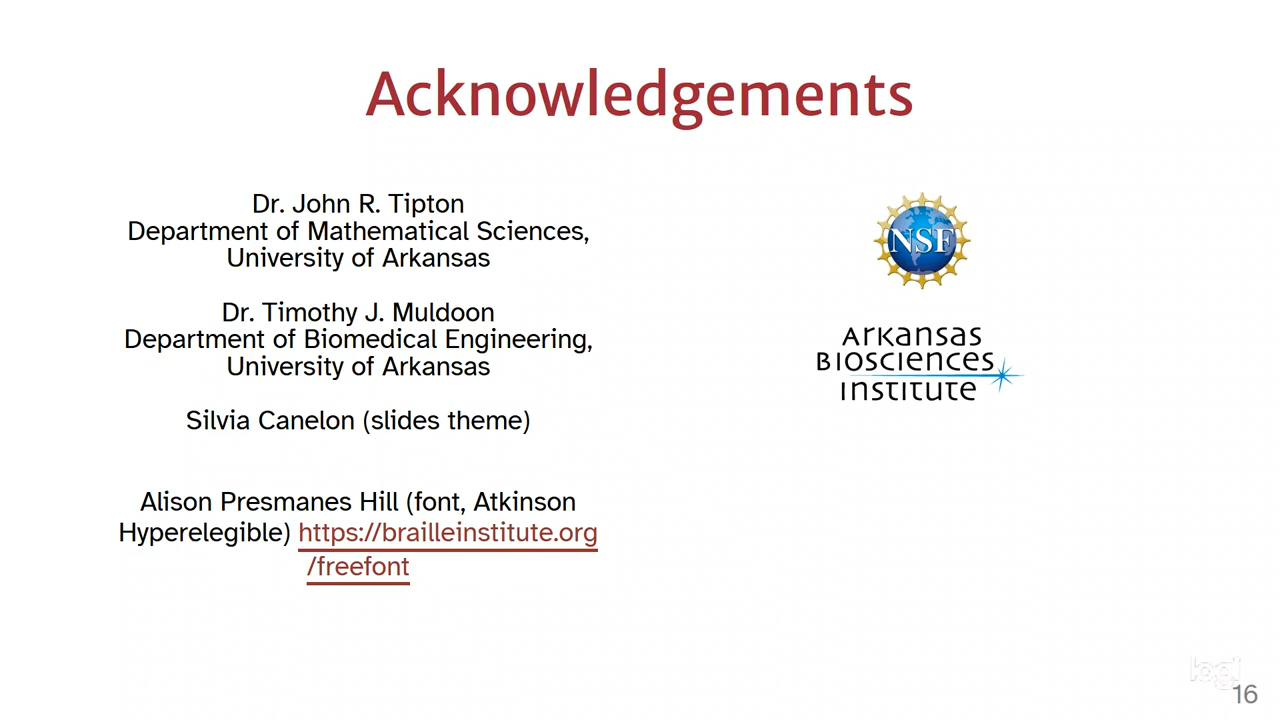 Acknowledgements
Dr. John R. Tipton
Department of Mathematical Sciences,
University of Arkansas
Dr. Timothy J. Muldoon
Department of Biomedical Engineering,
University of Arkansas
Silvia Canelon (slides theme)
Alison Presmanes Hill (font, Atkinson
Hyperelegible) https://brailleinstitute.org
/freefont
NSF
Arkansas
Biosciences
Institute
logi
16